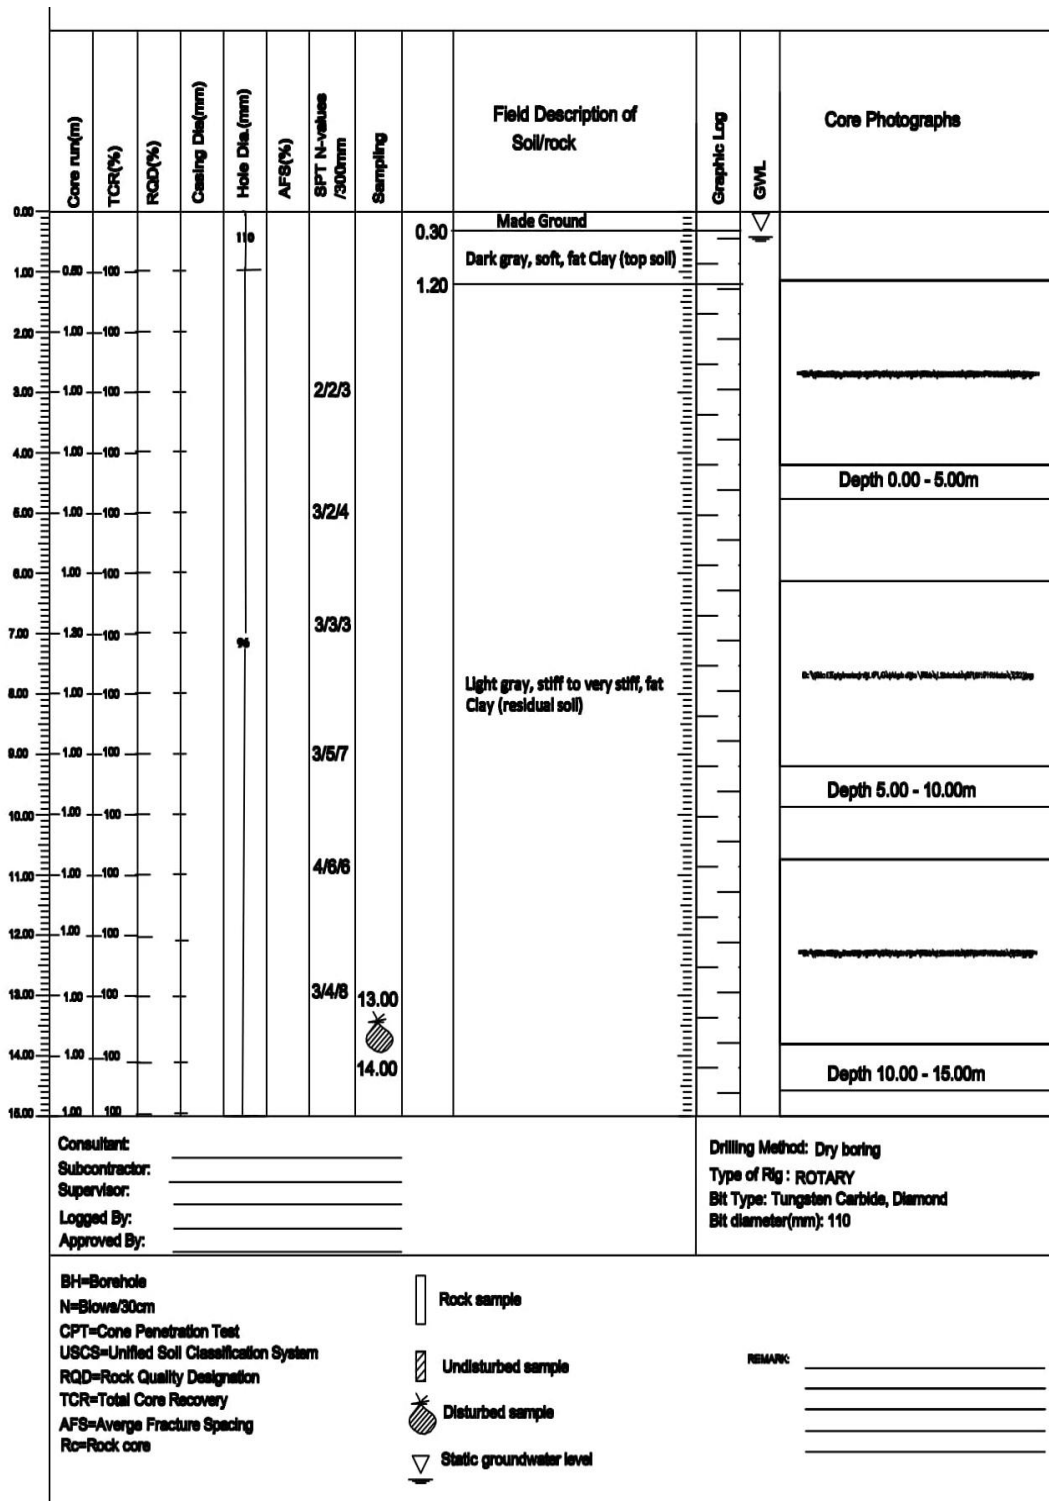 Core run(m)
TCR(%)
RQD(%)
Casing Dia(mm)
Hole Dia.(mm)
AFS(%)
SPT N-values
/300mm
Sampling
Field Description of
Soil/rock
Graphic Log
GWL
Core Photographs
0.00
110
0.30
Made Ground
Dark gray, soft, fat Clay (top soil)
1.00 100
1.20
2.00 1.00 100
3.00 1.00 100 2/2/3
4.00 1.00 100
Depth 0.00 - 5.00m
5.00 1.00 100 3/2/4
6.00 1.00 100
7.00 100 3/3/3
96
Light gray, stiff to very stiff, fat
Clay (residual soil)
8.00 1.00 100
9.00 1.00 100 3/5/7
Depth 5.00 - 10.00m
10.00 1.00 100
11.00 1.00 100 4/6/6
12.00 1.00 100
13.00 1.00 100 3/4/8 13.00
14.00 1.00 100 14.00
Depth 10.00 - 15.00m
15.00 1.00 100
Consultant:
Subcontractor:
Supervisor:
Logged By:
Approved By:
Drilling Method: Dry boring
Type of Rig : ROTARY
Bit Type: Tungsten Carbide, Diamond
Bit diameter(mm): 110
BH=Borehole
N=Blows/30cm
CPT=Cone Penetration Test
USCS=Unified Soil Classification System
RQD=Rock Quality Designation
TCR=Total Core Recovery
AFS=Averge Fracture Spacing
Rc=Rock core
Rock sample
Undisturbed sample
Disturbed sample
Static groundwater level
REMARK: